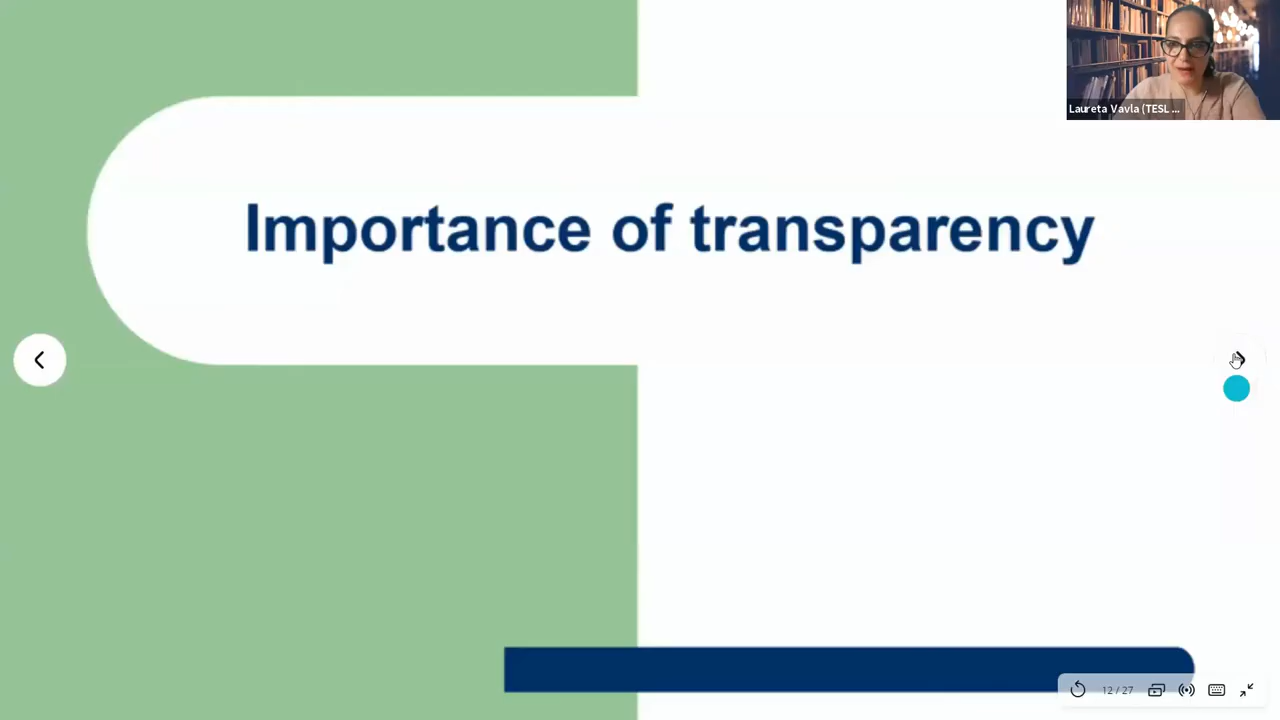 Laureta Vavla (TESL ...
Importance of transparency
12 / 27